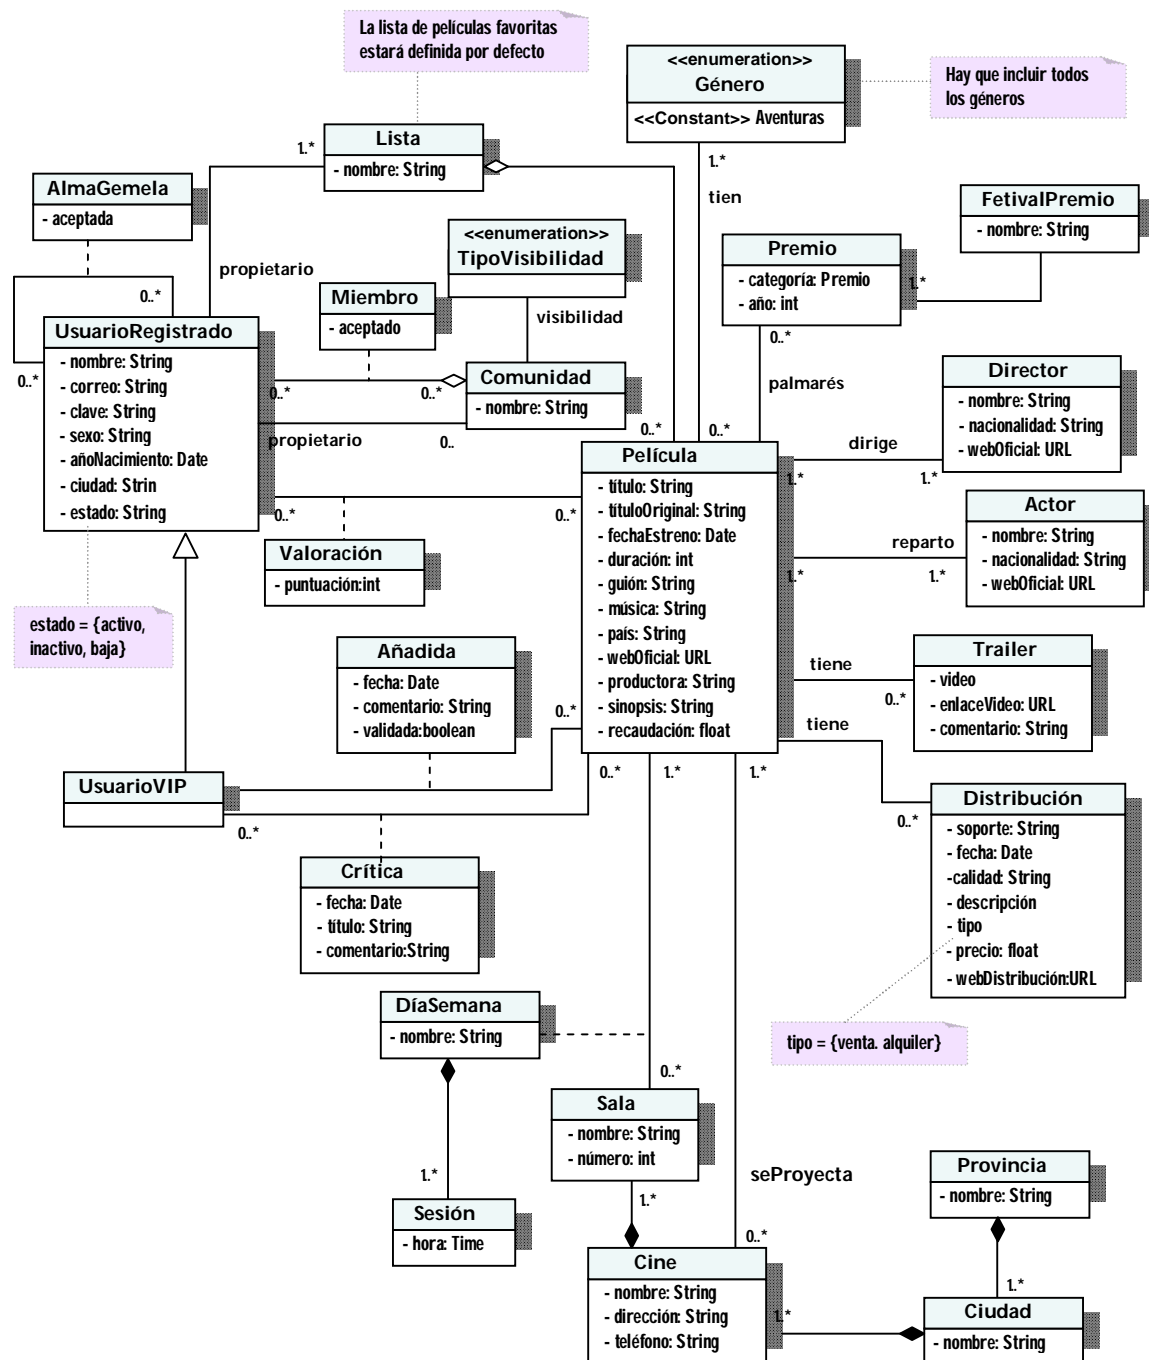 La lista de películas favoritas
estará definida por defecto
<<enumeration>>
Género
<<Constant>> Aventuras
Hay que incluir todos
los géneros
Lista
- nombre: String
1..*
1..*
tien
AlmaGemela
- aceptada
0..*
0..*
propietario
<<enumeration>>
TipoVisibilidad
visibilidad
Miembro
- aceptado
FetivalPremio
- nombre: String
Premio
- categoría: Premio
- año: int
1..*
0..*
palmarés
UsuarioRegistrado
- nombre: String
- correo: String
- clave: String
- sexo: String
- añoNacimiento: Date
- ciudad: Strin
- estado: String
0..*
0..*
Comunidad
- nombre: String
propietario
0..
0..*
0..*
Director
- nombre: String
- nacionalidad: String
- webOficial: URL
dirige
1..*
1..*
Película
- título: String
- títuloOriginal: String
- fechaEstreno: Date
- duración: int
- guión: String
- música: String
- país: String
- webOficial: URL
- productora: String
- sinopsis: String
- recaudación: float
0..*
0..*
Valoración
- puntuación:int
Actor
- nombre: String
- nacionalidad: String
- webOficial: URL
reparto
1..*
1..*
estado = {activo,
inactivo, baja}
Añadida
- fecha: Date
- comentario: String
- validada:boolean
0..*
Trailer
- video
- enlaceVideo: URL
- comentario: String
tiene
0..*
tiene
0..*
UsuarioVIP
0..*
0..*
1..*
1..*
Distribución
- soporte: String
- fecha: Date
-calidad: String
- descripción
- tipo
- precio: float
- webDistribución:URL
Crítica
- fecha: Date
- título: String
- comentario:String
tipo = {venta. alquiler}
DíaSemana
- nombre: String
0..*
Sala
- nombre: String
- número: int
1..*
Sesión
- hora: Time
1..*
seProyecta
0..*
Provincia
- nombre: String
1..*
Cine
- nombre: String
- dirección: String
- teléfono: String
1..*
Ciudad
- nombre: String